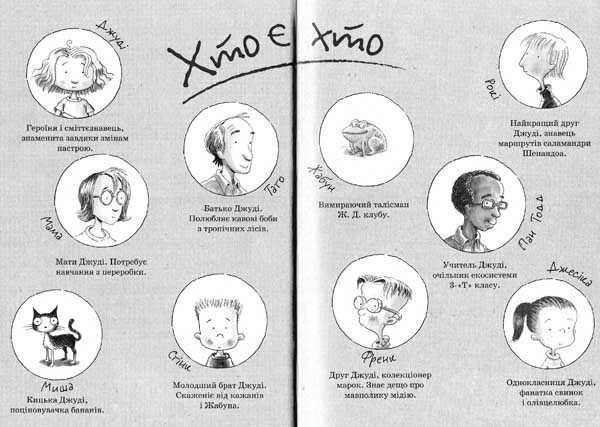 Хто є хто
Джуді
Героїня і сміттєзнавець,
знаменита завдяки змінам
настрою.
Мама
Мати Джуді. Потребує
навчання з переробки.
Тато
Батько Джуді.
Полюбляє кавові боби
з тропічних лісів.
Миша
Кицька Джуді,
поціновувачка бананів.
Стінк
Молодший брат Джуді.
Скаженіє від кажанів
і Жабуна.
Жабун
Вимираючий талісман
Ж. Д. клубу.
Рокі
Найкращий друг
Джуді, знавець
маршрутів саламандри
Шенандоа.
Пан Тодд
Учитель Джуді,
очільник екосистеми
3-«Т» класу.
Френк
Друг Джуді, колекціонер
марок. Знає дещо про
мавполику мідію.
Джесіка
Однокласниця Джуді,
фанатка свинок
і олівцелюбка.